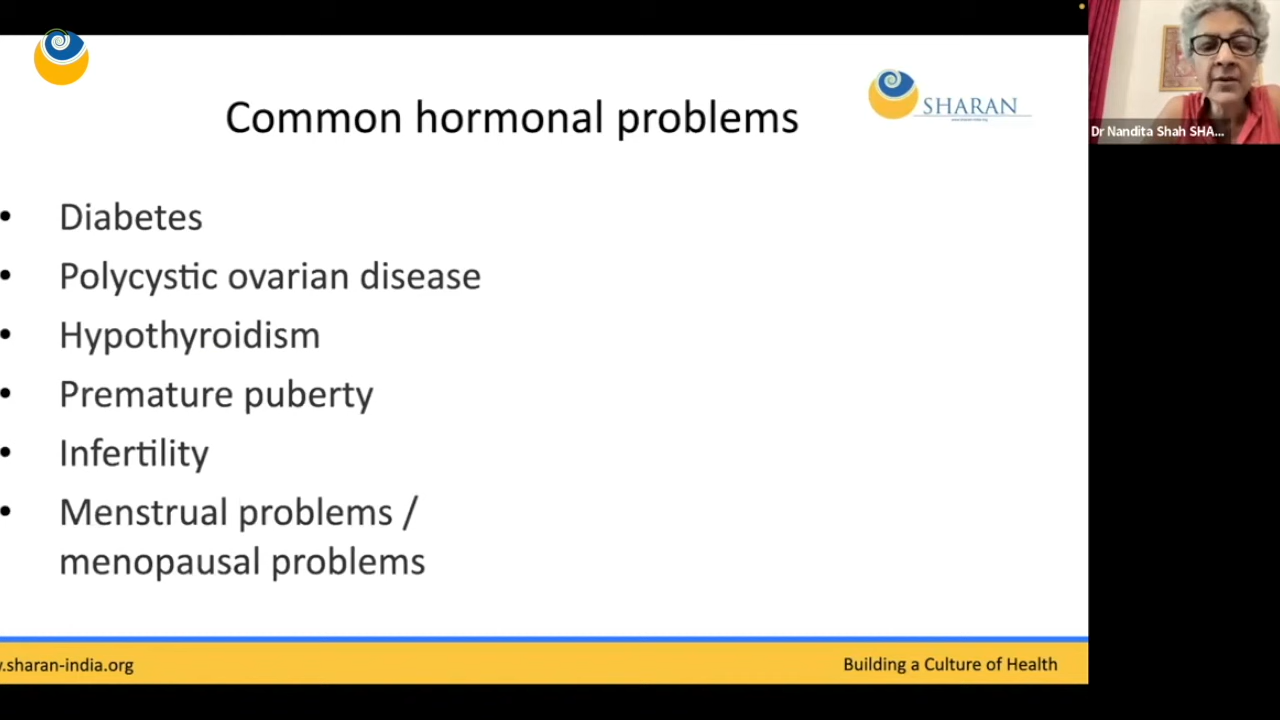 Common hormonal problems
SHARAN
Dr Nandita Shah SHA...
• Diabetes
• Polycystic ovarian disease
• Hypothyroidism
• Premature puberty
• Infertility
• Menstrual problems /
menopausal problems
.sharan-india.org
Building a Culture of Health